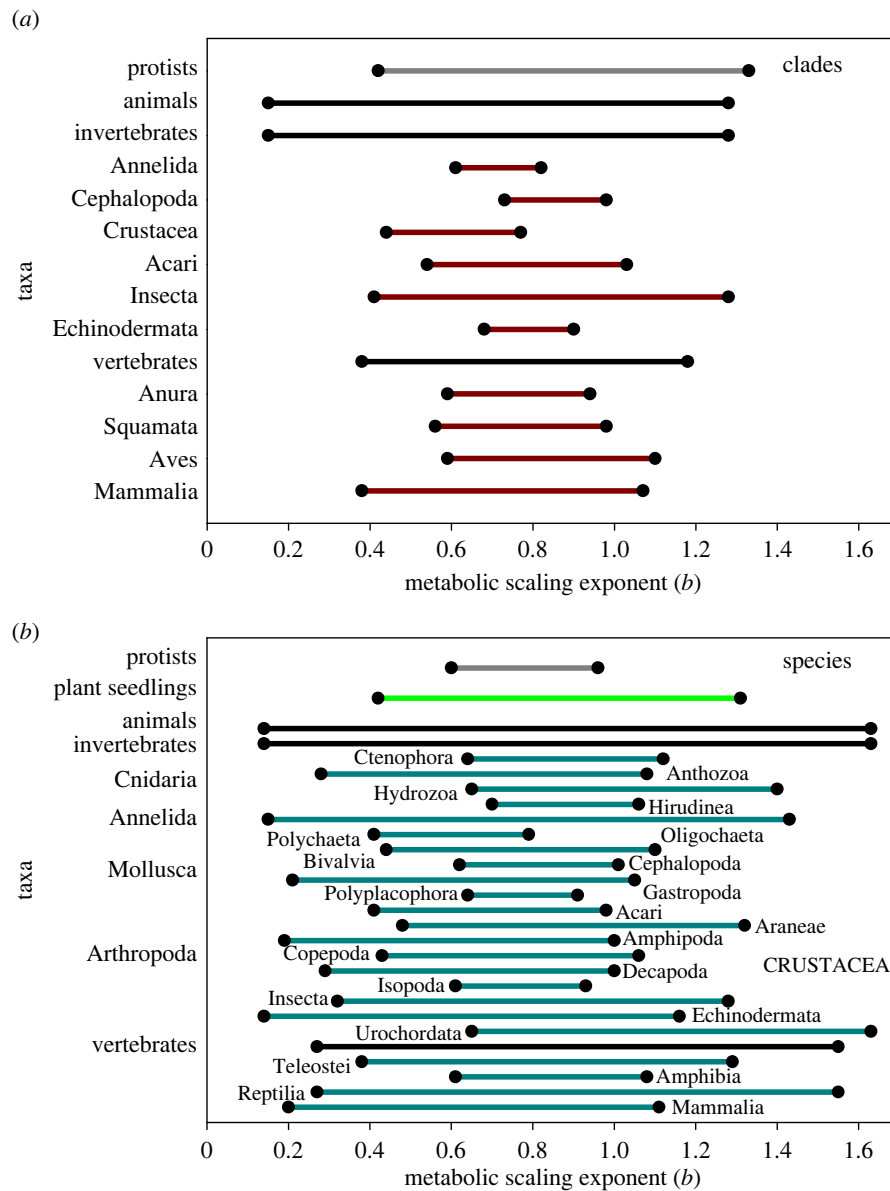 (a)
clades
protists
animals
invertebrates
Annelida
Cephalopoda
Crustacea
Acari
Insecta
Echinodermata
vertebrates
Anura
Squamata
Aves
Mammalia
taxa
0 0.2 0.4 0.6 0.8 1.0 1.2 1.4 1.6
metabolic scaling exponent (b)
(b)
species
protists
plant seedlings
animals
invertebrates
Ctenophora
Cnidaria
Anthozoa
Hydrozoa
Hirudinea
Annelida
Polychaeta
Oligochaeta
Bivalvia
Mollusca
Cephalopoda
Polyplacophora
Gastropoda
Acari
Araneae
Amphipoda
Arthropoda
Copepoda
CRUSTACEA
Decapoda
Isopoda
Insecta
Echinodermata
Urochordata
vertebrates
Teleostei
Amphibia
Reptilia
Mammalia
taxa
0 0.2 0.4 0.6 0.8 1.0 1.2 1.4 1.6
metabolic scaling exponent (b)